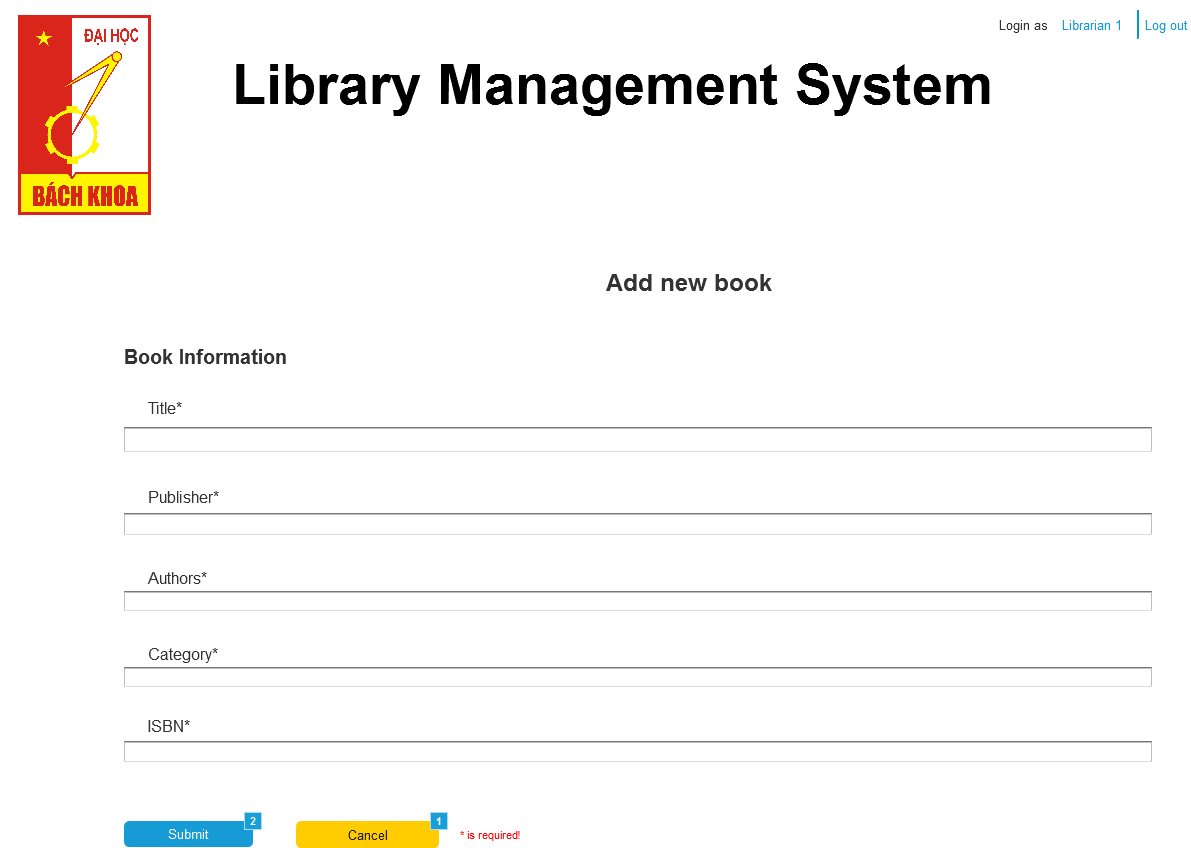 ĐẠI HỌC
BÁCH KHOA
Login as Librarian 1 Log out
Library Management System
Add new book
Book Information
Title*
Publisher*
Authors*
Category*
ISBN*
2
1
Submit Cancel * is required!